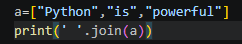 a=["Python","is","powerful"]
print(' '.join(a))